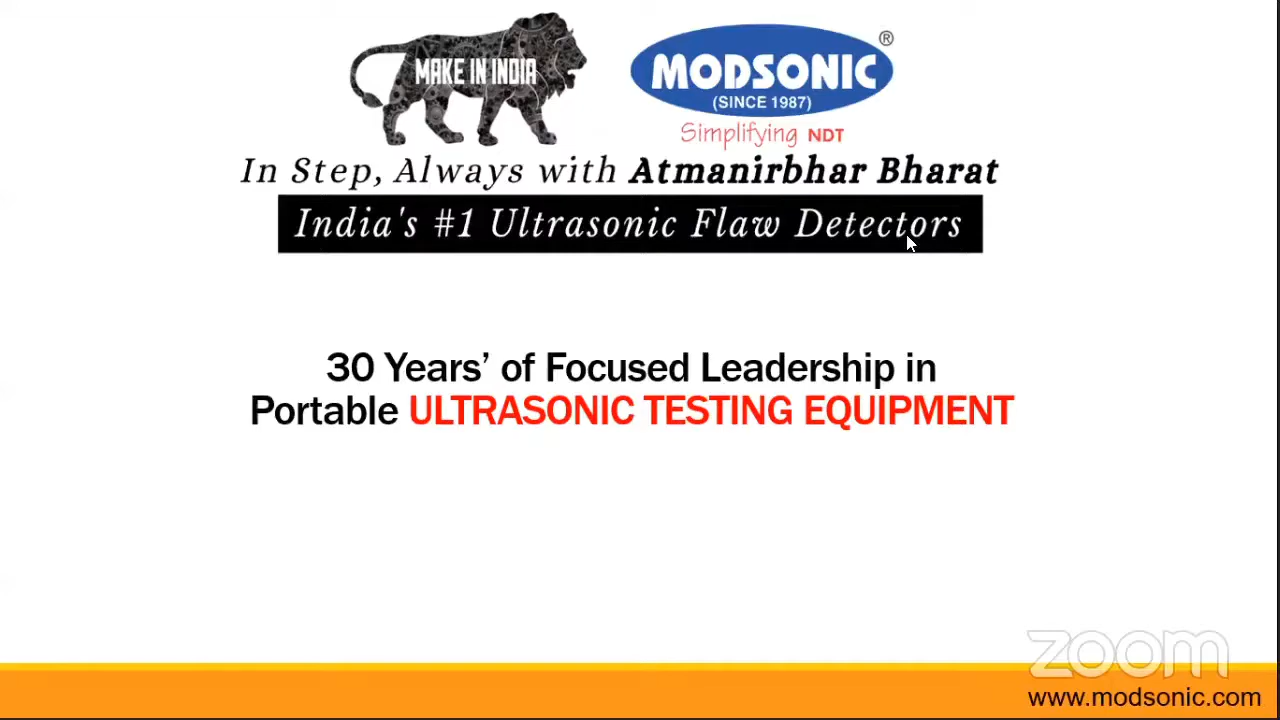 MAKE IN INDIA
MODSONIC ®
(SINCE 1987)
Simplifying NDT
In Step, Always with Atmanirbhar Bharat
India's #1 Ultrasonic Flaw Detectors
30 Years’ of Focused Leadership in
Portable ULTRASONIC TESTING EQUIPMENT
zoom
www.modsonic.com